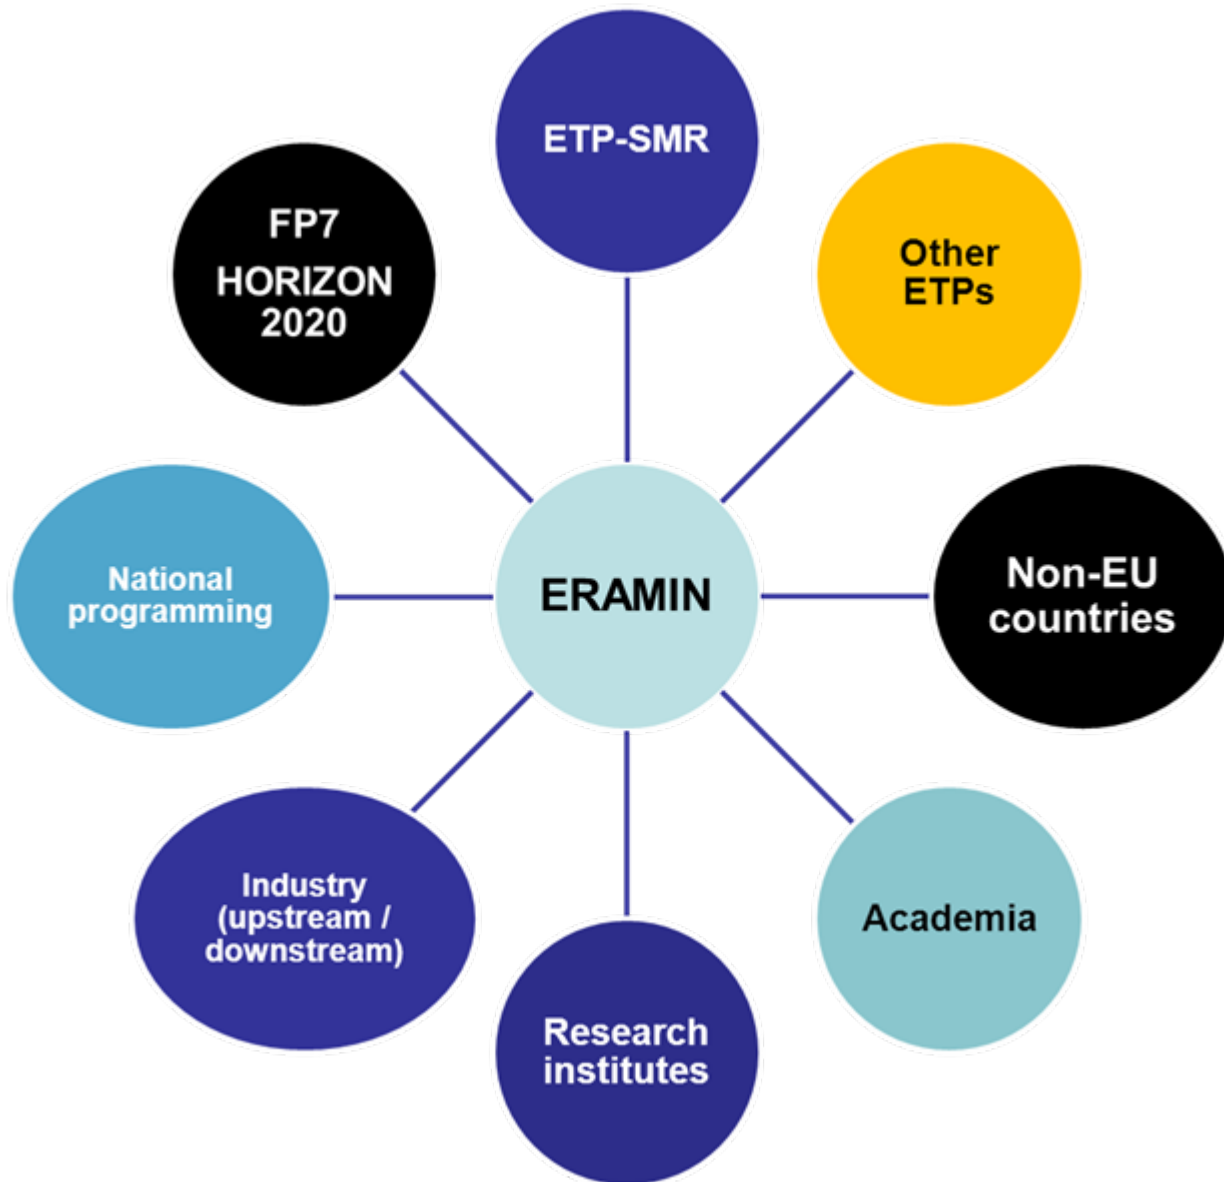 ETP-SMR
FP7
HORIZON
2020
Other
ETPs
National
programming
ERAMIN
Non-EU
countries
Industry
(upstream /
downstream)
Academia
Research
institutes